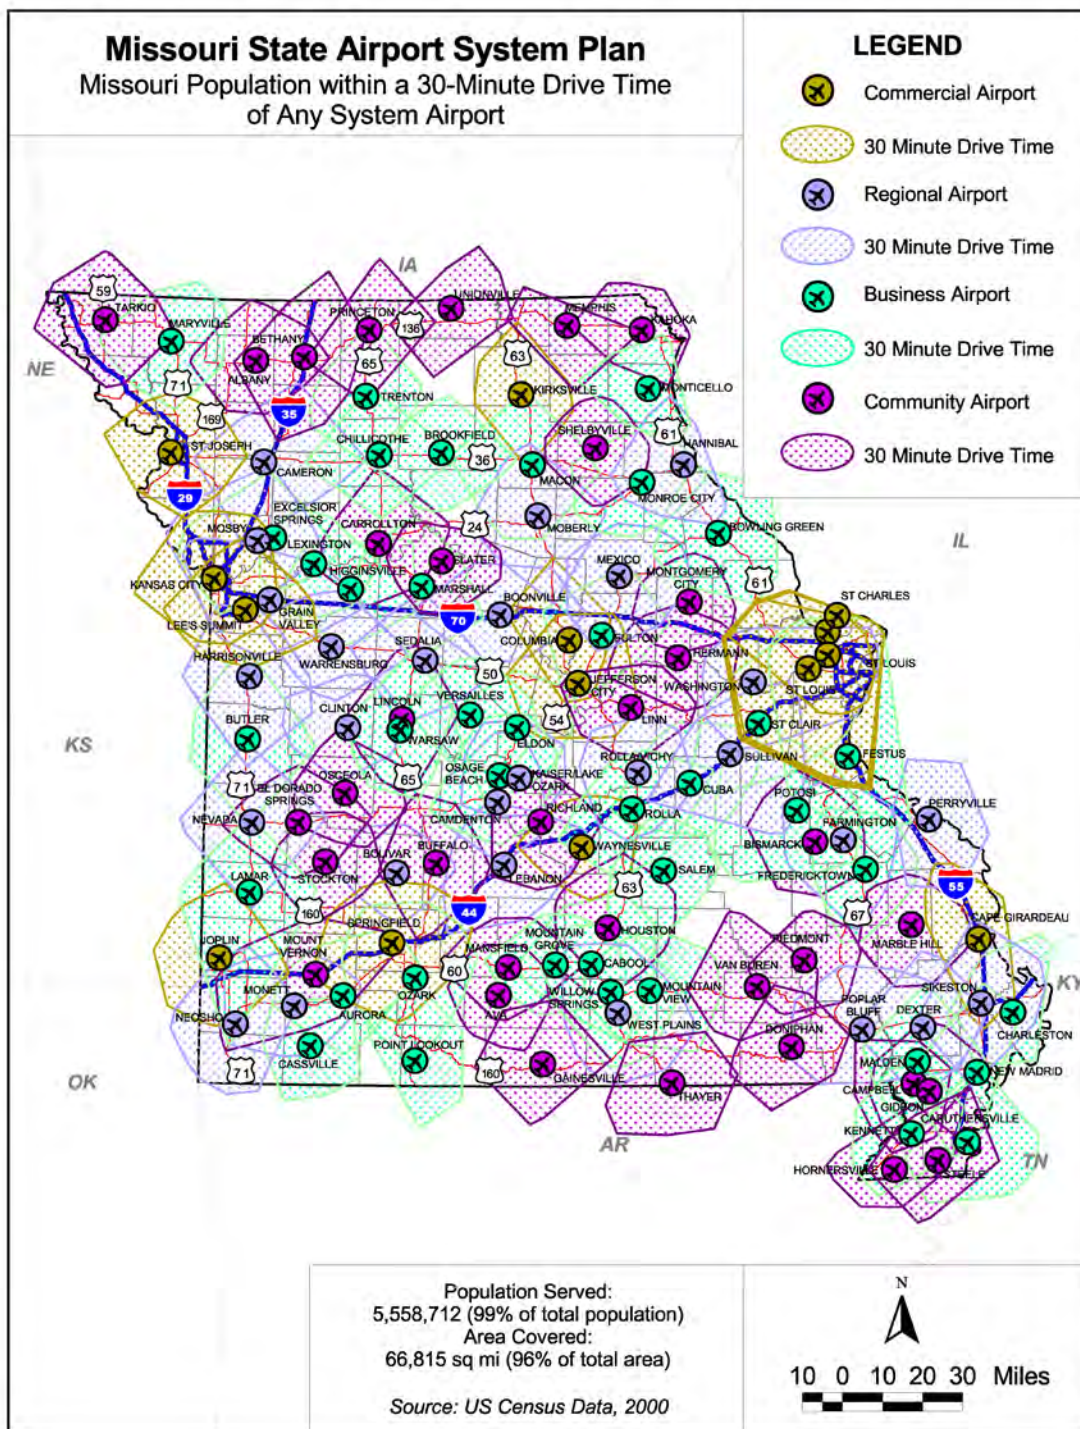 Missouri State Airport System Plan
Missouri Population within a 30-Minute Drive Time
of Any System Airport
LEGEND
Commercial Airport
30 Minute Drive Time
Regional Airport
30 Minute Drive Time
Business Airport
30 Minute Drive Time
Community Airport
30 Minute Drive Time
IA
NE
59
TARKIO
MARYVILLE
BETHANY
ALBANY
PRINCETON
136
UNIONVILLE
MEMPHIS
KAHOKA
71
169
35
65
TRENTON
63
KIRKSVILLE
MONTICELLO
ST JOSEPH
CAMERON
CHILLICOTHE
BROOKFIELD
36
MACON
SHELBYVILLE
61
HANNIBAL
MONROE CITY
29
MOSBY
EXCELSIOR
SPRINGS
LEXINGTON
CARROLLTON
24
SLATER
MOBERLY
BOWLING GREEN
IL
KANSAS CITY
HIGGINSVILLE
MARSHALL
MEXICO
MONTGOMERY
CITY
61
LEE'S SUMMIT
GRAIN
VALLEY
70
BOONVILLE
ST CHARLES
HARRISONVILLE
WARRENSBURG
SEDALIA
COLUMBIA
FULTON
HERMANN
ST LOUIS
50
JEFFERSON
CITY
WASHINGTON
ST LOUIS
KS
BUTLER
CLINTON
LINCOLN
WARSAW
VERSAILLES
ELDON
54
LINN
ST CLAIR
SULLIVAN
FESTUS
71
OSCEOLA
65
OSAGE
BEACH
KAISER/LAKE
OZARK
ROLLA/VICHY
CUBA
EL DORADO
SPRINGS
NEVADA
CAMDENTON
RICHLAND
ROLLA
POTOSI
PERRYVILLE
BISMARCK
FARMINGTON
STOCKTON
BOLIVAR
BUFFALO
LEBANON
WAYNESVILLE
SALEM
FREDERICKTOWN
55
LAMAR
160
44
63
67
JOPLIN
MOUNT
VERNON
SPRINGFIELD
MANSFIELD
MOUNTAIN
GROVE
HOUSTON
CABOOL
PIEDMONT
MARBLE HILL
CAPE GIRARDEAU
60
VAN BUREN
KY
NEOSHO
MONETT
AURORA
OZARK
AVA
WILLOW
SPRINGS
MOUNTAIN
VIEW
WEST PLAINS
POPLAR
BLUFF
DEXTER
SIKESTON
CHARLESTON
71
CASSVILLE
POINT LOOKOUT
160
GAINESVILLE
THAYER
DONIPHAN
MALDEN
NEW MADRID
OK
CAMPBELL
GIDEON
CARUTHERSVILLE
AR
KENNETT
HORNERSVILLE
STEELE
TN
Population Served:
5,558,712 (99% of total population)
Area Covered:
66,815 sq mi (96% of total area)
Source: US Census Data, 2000
N
10 0 10 20 30 Miles